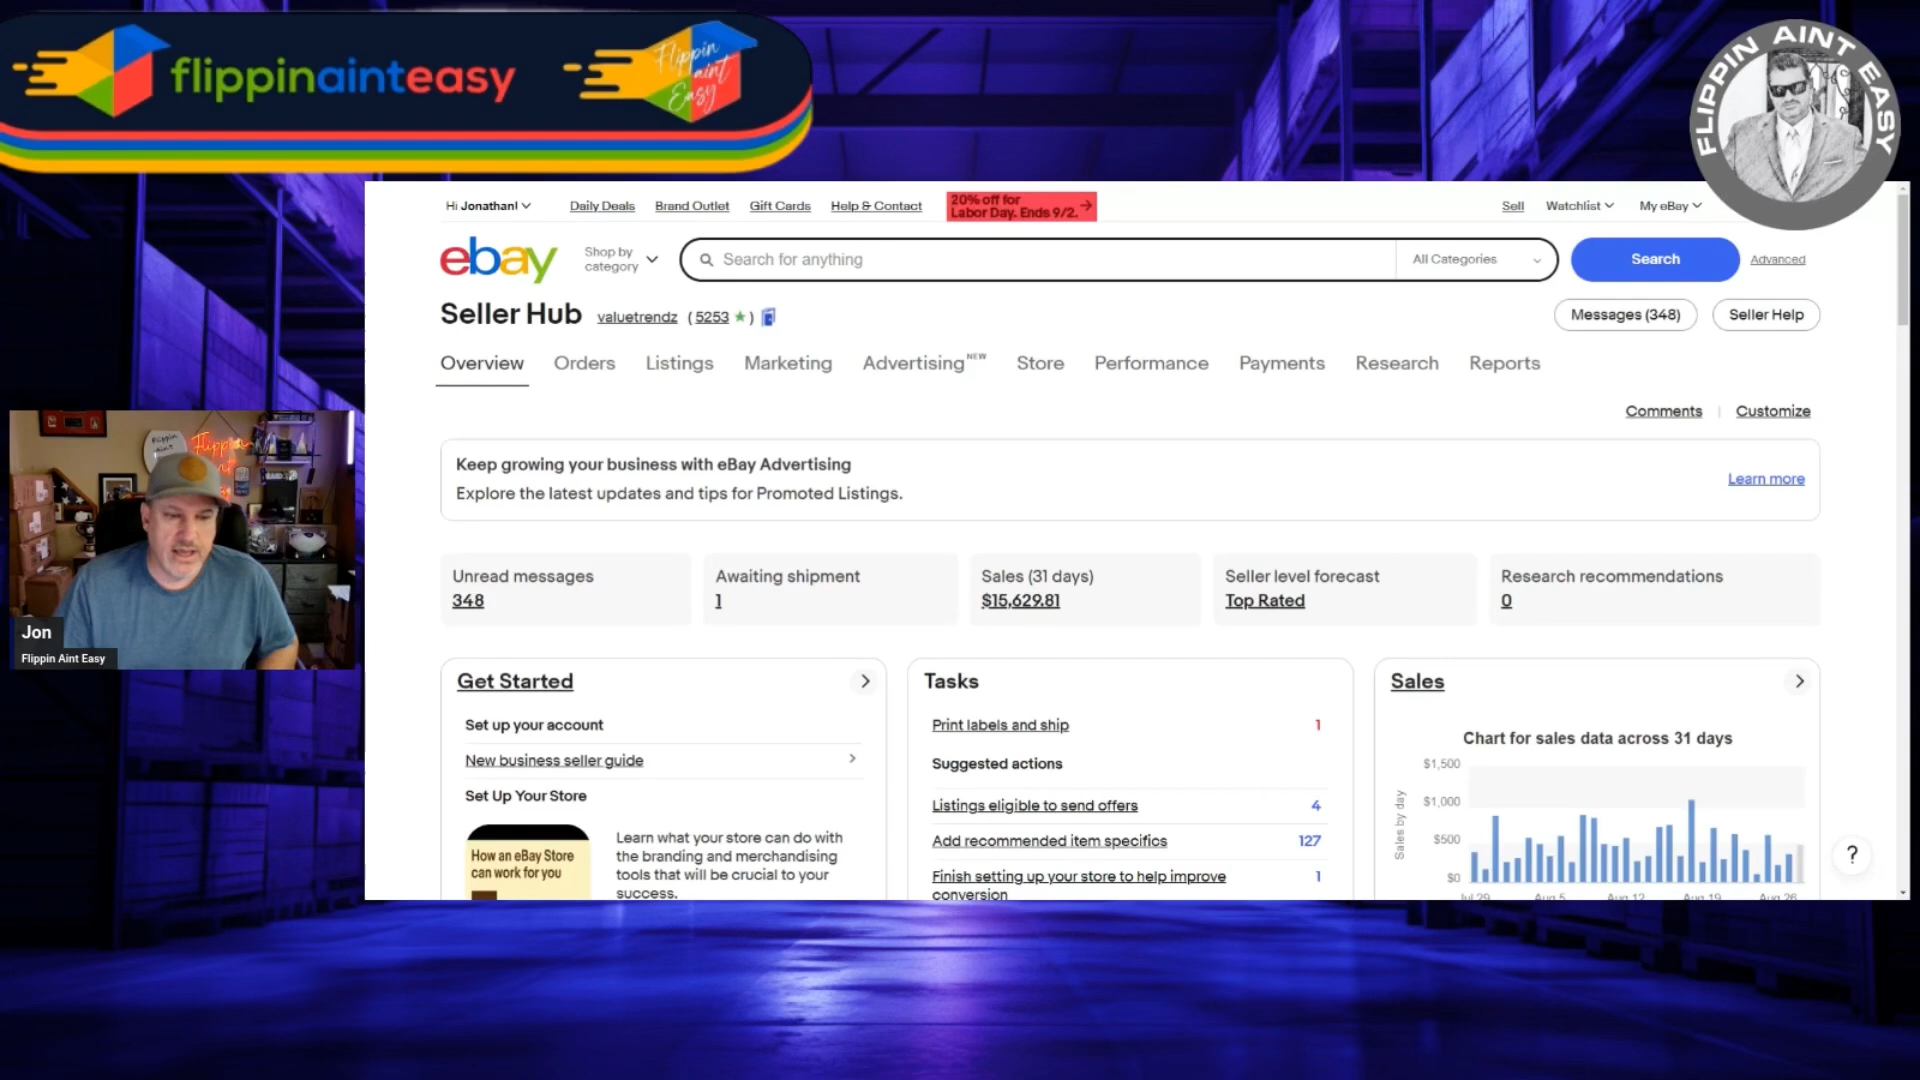 flippinainteasy
Flippin
aint
Easy
FLIPPIN AINT EASY
Hi Jonathan!
Daily Deals
Brand Outlet
Gift Cards
Help & Contact
20% off for
Labor Day. Ends 9/2.
Sell
Watchlist
My eBay
ebay
Shop by
category
Search for anything
All Categories
Search
Advanced
Seller Hub
valuetrendz
(5253 ★)
Messages (348)
Seller Help
Overview
Orders
Listings
Marketing
Advertising NEW
Store
Performance
Payments
Research
Reports
Comments
Customize
Keep growing your business with eBay Advertising
Explore the latest updates and tips for Promoted Listings.
Learn more
Unread messages
348
Awaiting shipment
1
Sales (31 days)
$15,629.81
Seller level forecast
Top Rated
Research recommendations
0
Jon
Flippin Aint Easy
Get Started
Set up your account
New business seller guide
Set Up Your Store
How an eBay Store
can work for you
Learn what your store can do with
the branding and merchandising
tools that will be crucial to your
success.
Tasks
Print labels and ship 1
Suggested actions
Listings eligible to send offers 4
Add recommended item specifics 127
Finish setting up your store to help improve 1
conversion
Sales
Chart for sales data across 31 days
Sales by day
$1,500
$1,000
$500
$0
Jul 29
Aug 5
Aug 12
Aug 19
Aug 26
?